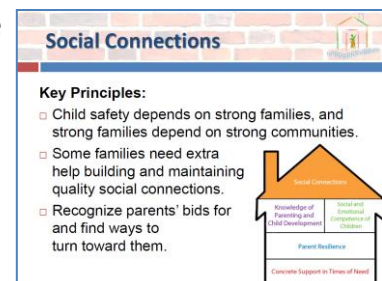 Social Connections
Key Principles:
Child safety depends on strong families, and
strong families depend on strong communities.
Some families need extra
help building and maintaining
quality social connections.
Recognize parents' bids for
and find ways to
turn toward them.
Social Connections
Knowledge of
Parenting and
Child Development
Social and
Emotional
Competence of
Children
Parent Resilience
Concrete Support in Times of Need